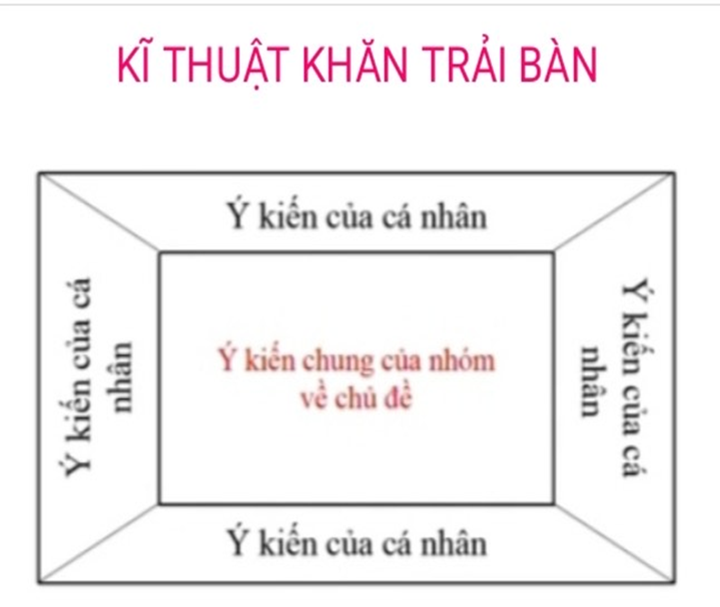 KĨ THUẬT KHĂN TRẢI BÀN
Ý kiến của cá nhân
Ý kiến của cá
nhân
Ý kiến chung của nhóm
về chủ đề
Ý kiến của cá
nhân
Ý kiến của cá nhân